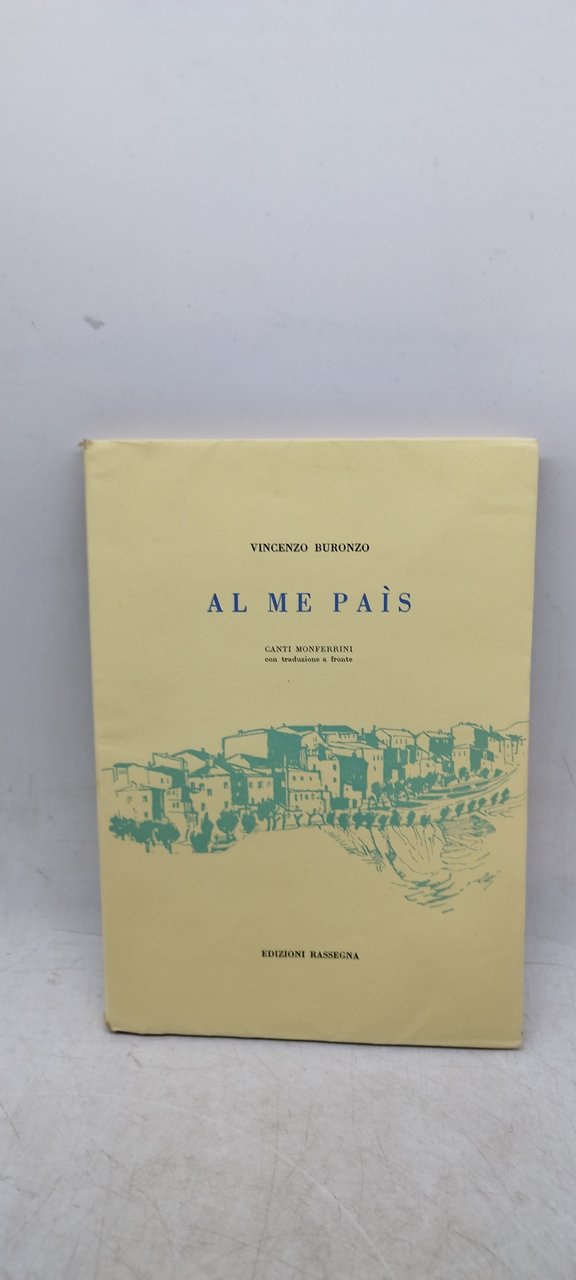 VINCENZO BURONZO
AL ME PAÌS
CANTI MONFERRINI
con traduzione a fronte
EDIZIONI RASSEGNA